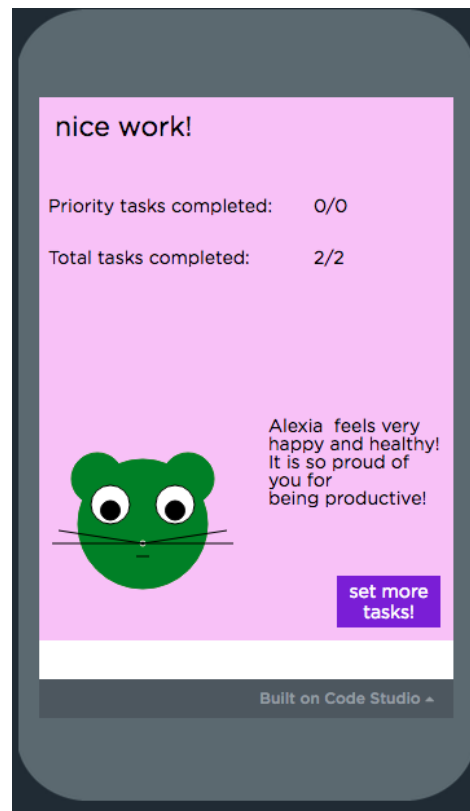 nice work!
Priority tasks completed: 0/0
Total tasks completed: 2/2
Alexia  feels very
happy and healthy!
It is so proud of
you for
being productive!
set more
tasks!
Built on Code Studio